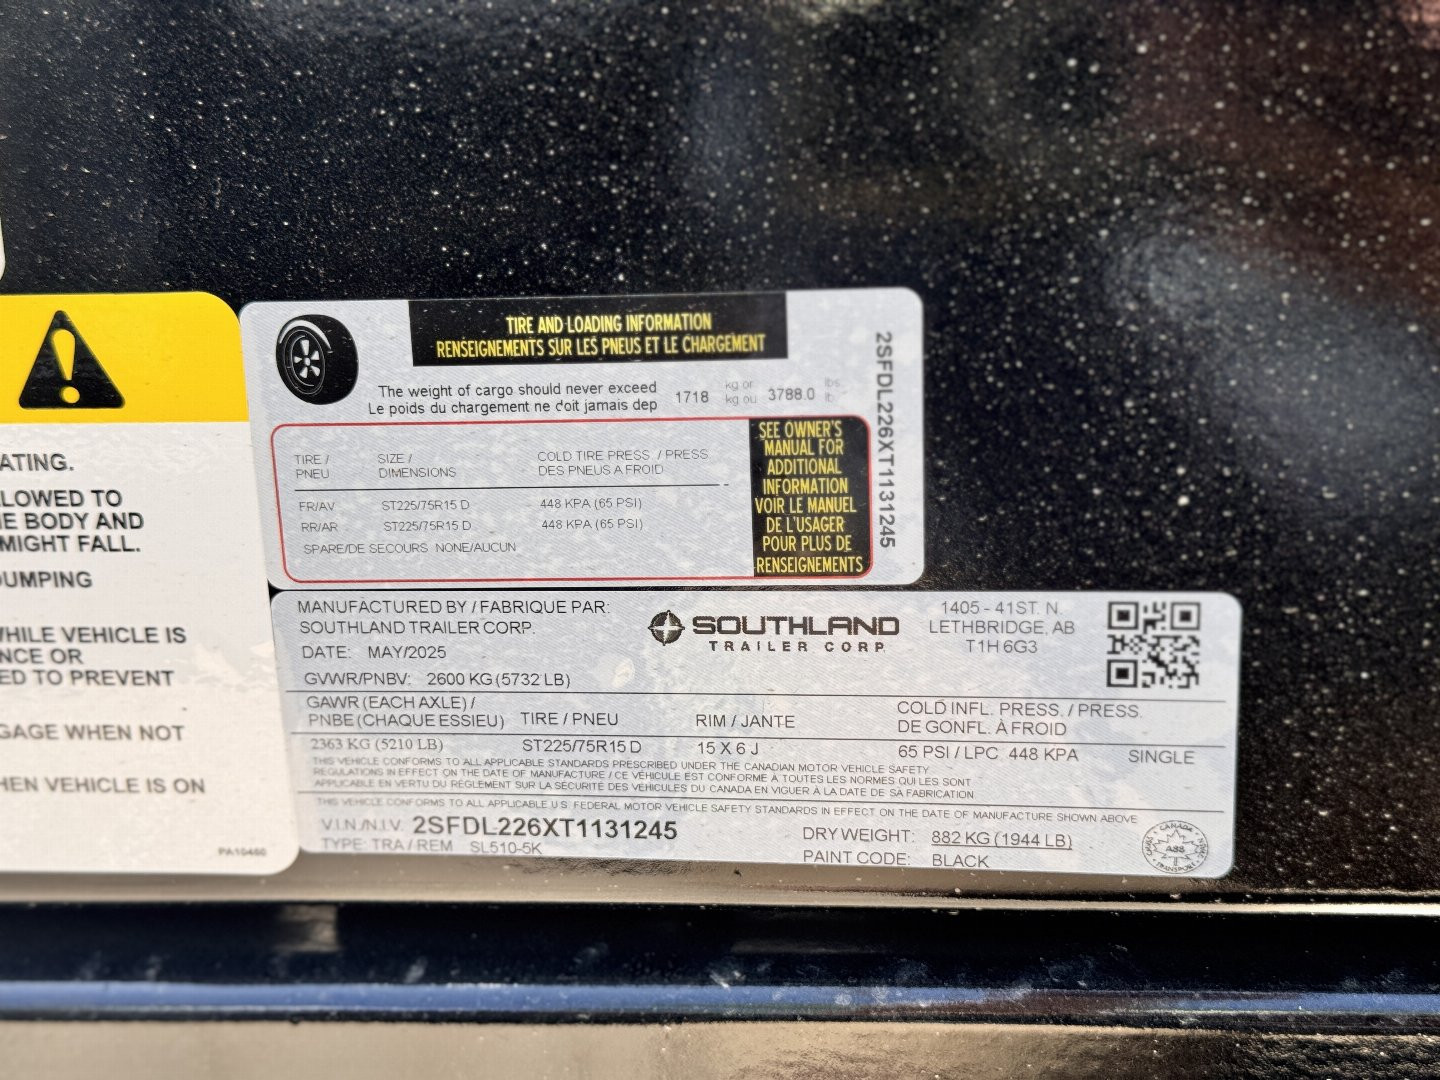 ATING.
LOWED TO
E BODY AND
MIGHT FALL.
DUMPING
WHILE VEHICLE IS
NCE OR
ED TO PREVENT
GAGE WHEN NOT
HEN VEHICLE IS ON
PA10460
TIRE AND LOADING INFORMATION
RENSEIGNEMENTS SUR LES PNEUS ET LE CHARGEMENT
The weight of cargo should never exceed
Le poids du chargement ne doit jamais dep
1718 kg or kg ou 3788.0 lbs. lb.
TIRE / PNEU
SIZE / DIMENSIONS
COLD TIRE PRESS. / PRESS. DES PNEUS A FROID
FR/AV ST225/75R15 D 448 KPA (65 PSI)
RR/AR ST225/75R15 D 448 KPA (65 PSI)
SPARE/DE SECOURS NONE/AUCUN
SEE OWNER'S
MANUAL FOR
ADDITIONAL
INFORMATION
VOIR LE MANUEL
DE L'USAGER
POUR PLUS DE
RENSEIGNEMENTS
2SFDL226XT1131245
MANUFACTURED BY / FABRIQUE PAR:
SOUTHLAND TRAILER CORP.
DATE: MAY/2025
GVWR/PNBV: 2600 KG (5732 LB)
SOUTHLAND
TRAILER CORP
1405 - 41ST. N.
LETHBRIDGE, AB
T1H 6G3
GAWR (EACH AXLE) /
PNBE (CHAQUE ESSIEU) TIRE / PNEU RIM / JANTE
COLD INFL. PRESS. / PRESS.
DE GONFL. À FROID
2363 KG (5210 LB) ST225/75R15 D 15 X 6 J 65 PSI / LPC 448 KPA SINGLE
THIS VEHICLE CONFORMS TO ALL APPLICABLE STANDARDS PRESCRIBED UNDER THE CANADIAN MOTOR VEHICLE SAFETY
REGULATIONS IN EFFECT ON THE DATE OF MANUFACTURE / CE VÉHICULE EST CONFORME À TOUTES LES NORMES QUI LES SONT
APPLICABLE EN VERTU DU RÈGLEMENT SUR LA SÉCURITÉ DES VÉHICULES DU CANADA EN VIGUER À LA DATE DE SA FABRICATION
THIS VEHICLE CONFORMS TO ALL APPLICABLE U.S. FEDERAL MOTOR VEHICLE SAFETY STANDARDS IN EFFECT ON THE DATE OF MANUFACTURE SHOWN ABOVE
V.I.N./N.I.V. 2SFDL226XT1131245
TYPE: TRA / REM SL510-5K
DRY WEIGHT: 882 KG (1944 LB)
PAINT CODE: BLACK
CANADA
TRANSPORT